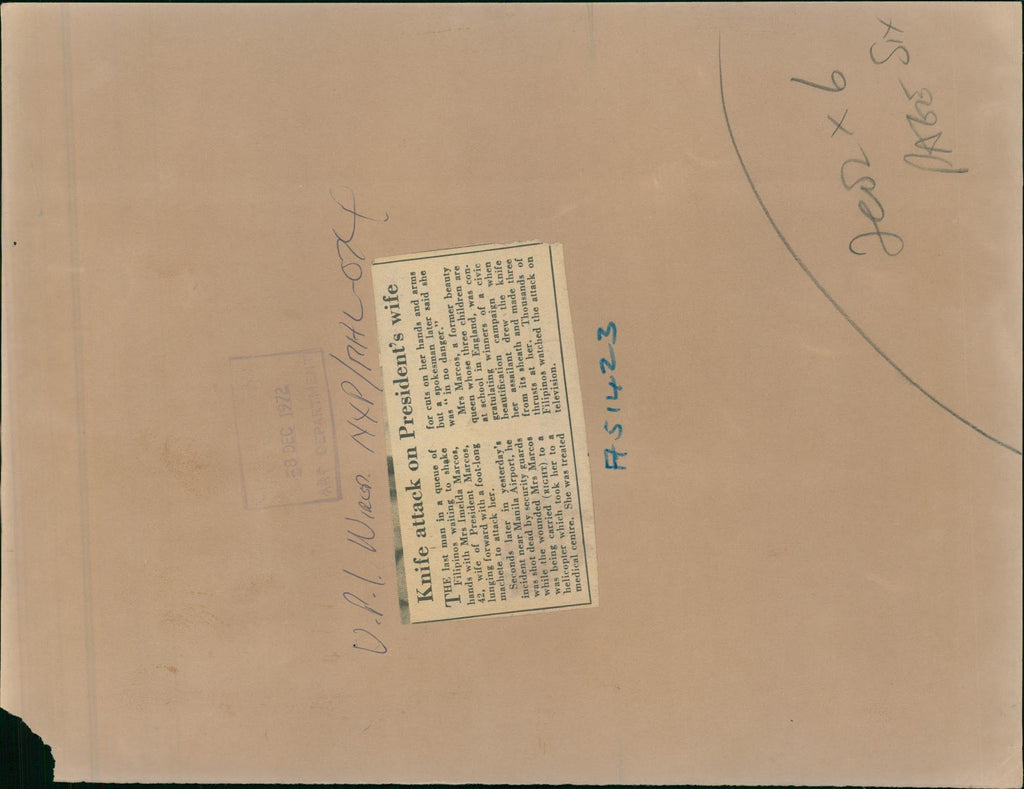 28 DEC 1972
ART DEPARTMENT
Knife attack on President's wife
THE last man in a queue of
Filipinos waiting to shake
hands with Mrs Imelda Marcos,
42, wife of President Marcos,
lunging forward with a foot-long
machete to attack her.
Seconds later in yesterday's
incident near Manila Airport, he
was shot dead by security guards
while the wounded Mrs Marcos
was being carried (RIGHT) to a
helicopter which took her to a
medical centre. She was treated
for cuts on her hands and arms
but a spokesman later said she
was “ in no danger.”
Mrs Marcos, a former beauty
queen whose three children are
at school in England, was con-
gratulating winners of a civic
beautification campaign when
her assailant drew the knife
from its sheath and made three
thrusts at her. Thousands of
Filipinos watched the attack on
television.
A51423
x 6
PAGE SIX